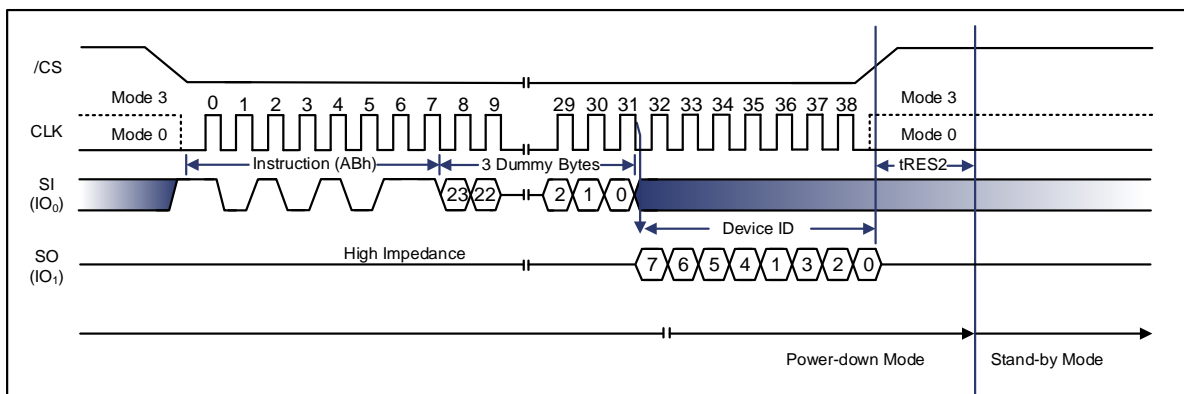 /CS
Mode 3
0 1 2 3 4 5 6 7 8 9 29 30 31 32 33 34 35 36 37 38
Mode 3
CLK
Mode 0
Mode 0
Instruction (ABh)
3 Dummy Bytes
tRES2
SI
(IO0)
23 22 2 1 0
Device ID
SO
(IO1)
High Impedance
7 6 5 4 1 3 2 0
Power-down Mode
Stand-by Mode